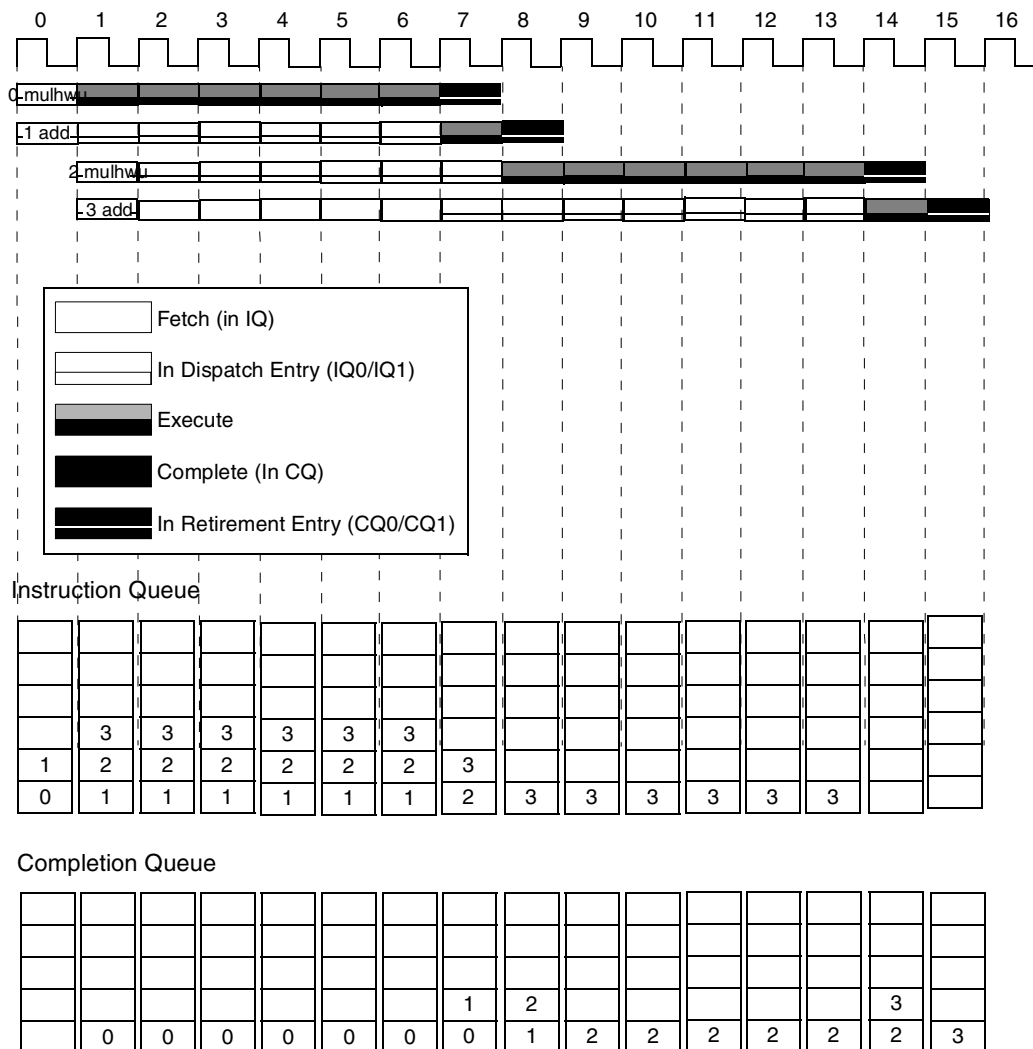 0 1 2 3 4 5 6 7 8 9 10 11 12 13 14 15 16
0 mulhwu
1 add
2 mulhwu
3 add
Fetch (in IQ)
In Dispatch Entry (IQ0/IQ1)
Execute
Complete (In CQ)
In Retirement Entry (CQ0/CQ1)
Instruction Queue
3 3 3 3 3 3
1 2 2 2 2 2 2 3
0 1 1 1 1 1 1 2 3 3 3 3 3 3
Completion Queue
1 2 3
0 0 0 0 0 0 0 1 2 2 2 2 2 2 3